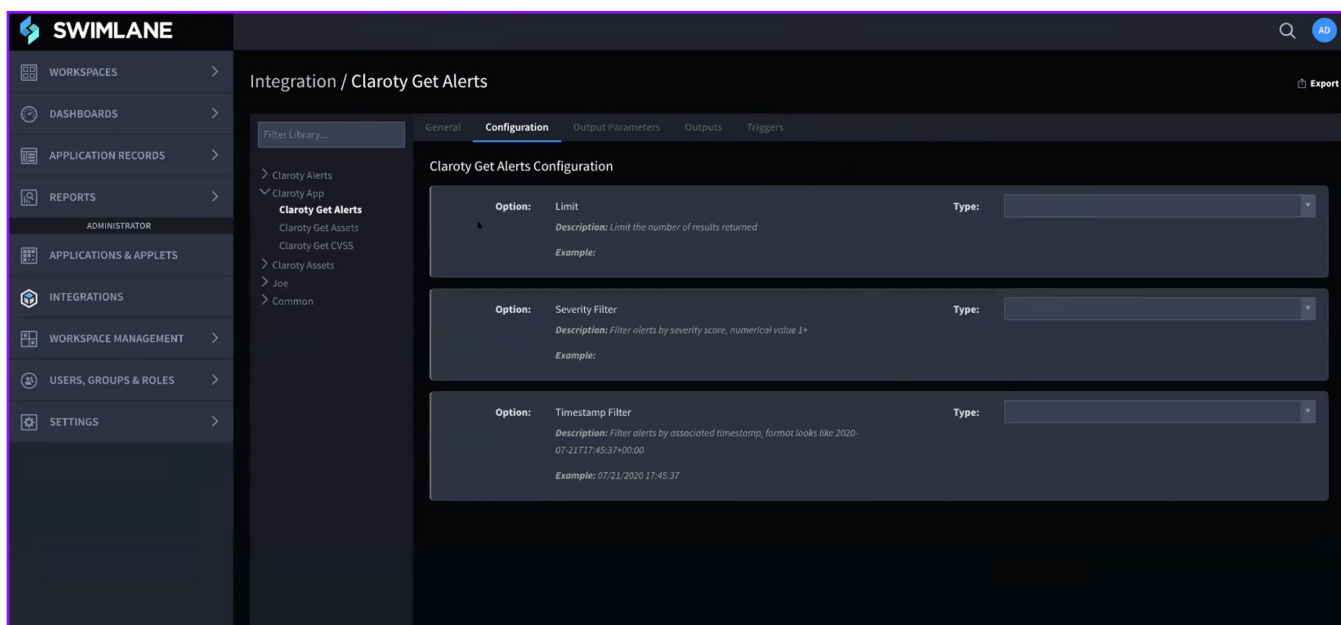 SWIMLANE
AD
WORKSPACES
DASHBOARDS
APPLICATION RECORDS
REPORTS
ADMINISTRATOR
APPLICATIONS & APPLETS
INTEGRATIONS
WORKSPACE MANAGEMENT
USERS, GROUPS & ROLES
SETTINGS
Integration / Claroty Get Alerts
Export
Filter Library...
Claroty Alerts
Claroty App
Claroty Get Alerts
Claroty Get Assets
Claroty Get CVSS
Claroty Assets
Joe
Common
General Configuration Output Parameters Outputs Triggers
Claroty Get Alerts Configuration
Option: Limit Type:
Description: Limit the number of results returned
Example:
Option: Severity Filter Type:
Description: Filter alerts by severity score, numerical value 1+
Example:
Option: Timestamp Filter Type:
Description: Filter alerts by associated timestamp, format looks like 2020-
07-21T17:45:37+00:00
Example: 07/21/2020 17:45:37